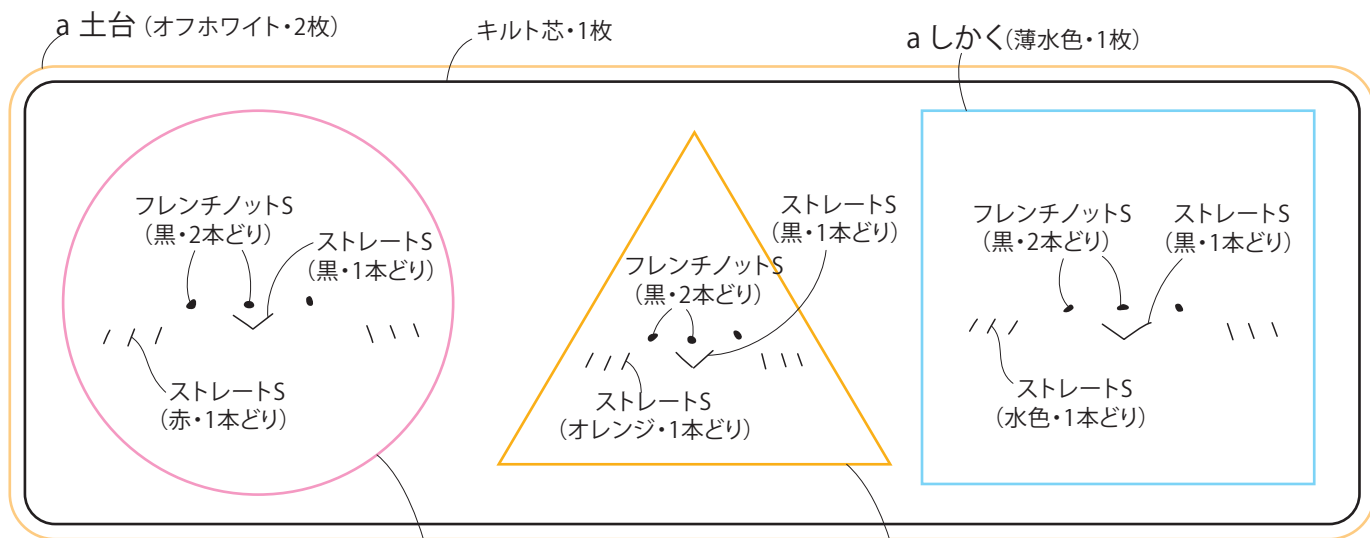 a 土台(オフホワイト・2枚)
キルト芯・1枚
a しかく(薄水色・1枚)
フレンチノットS
(黒・2本どり)
ストレートS
(黒・1本どり)
ストレートS
(赤・1本どり)
ストレートS
(黒・1本どり)
フレンチノットS
(黒・2本どり)
ストレートS
(オレンジ・1本どり)
フレンチノットS
(黒・2本どり)
ストレートS
(黒・1本どり)
ストレートS
(水色・1本どり)